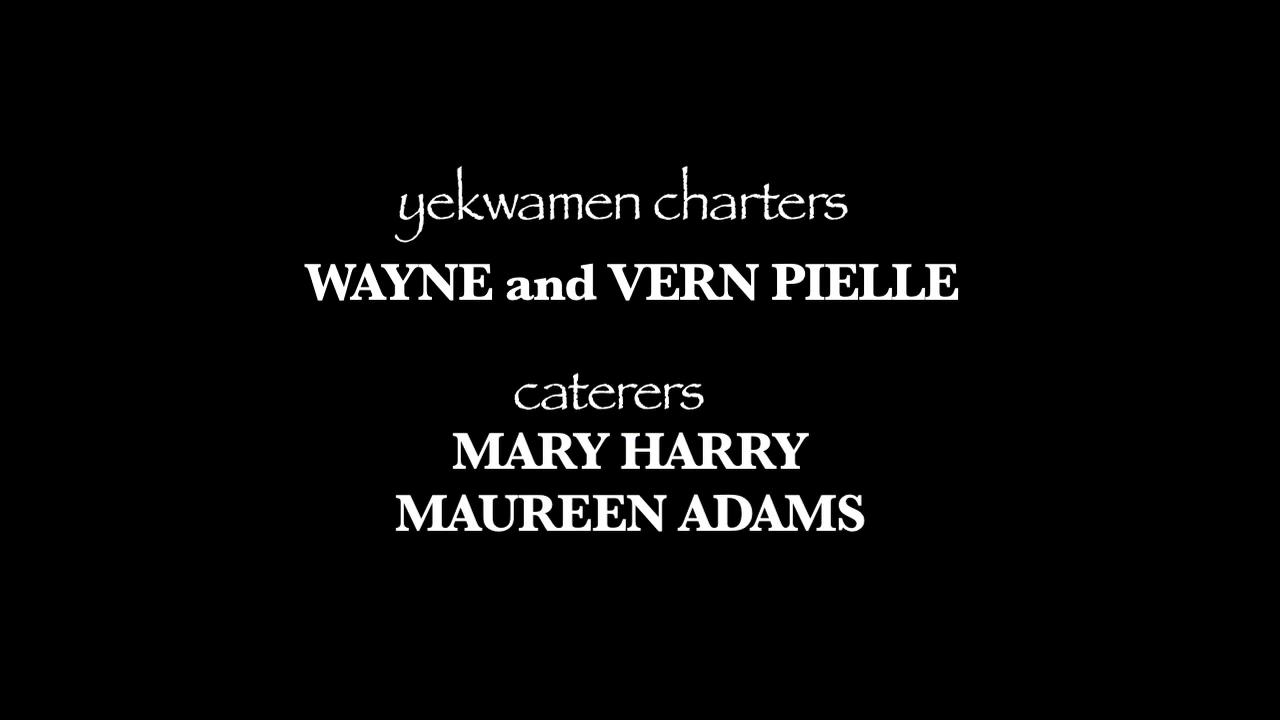 yekwamen charters
WAYNE and VERN PIELLE
caterers
MARY HARRY
MAUREEN ADAMS